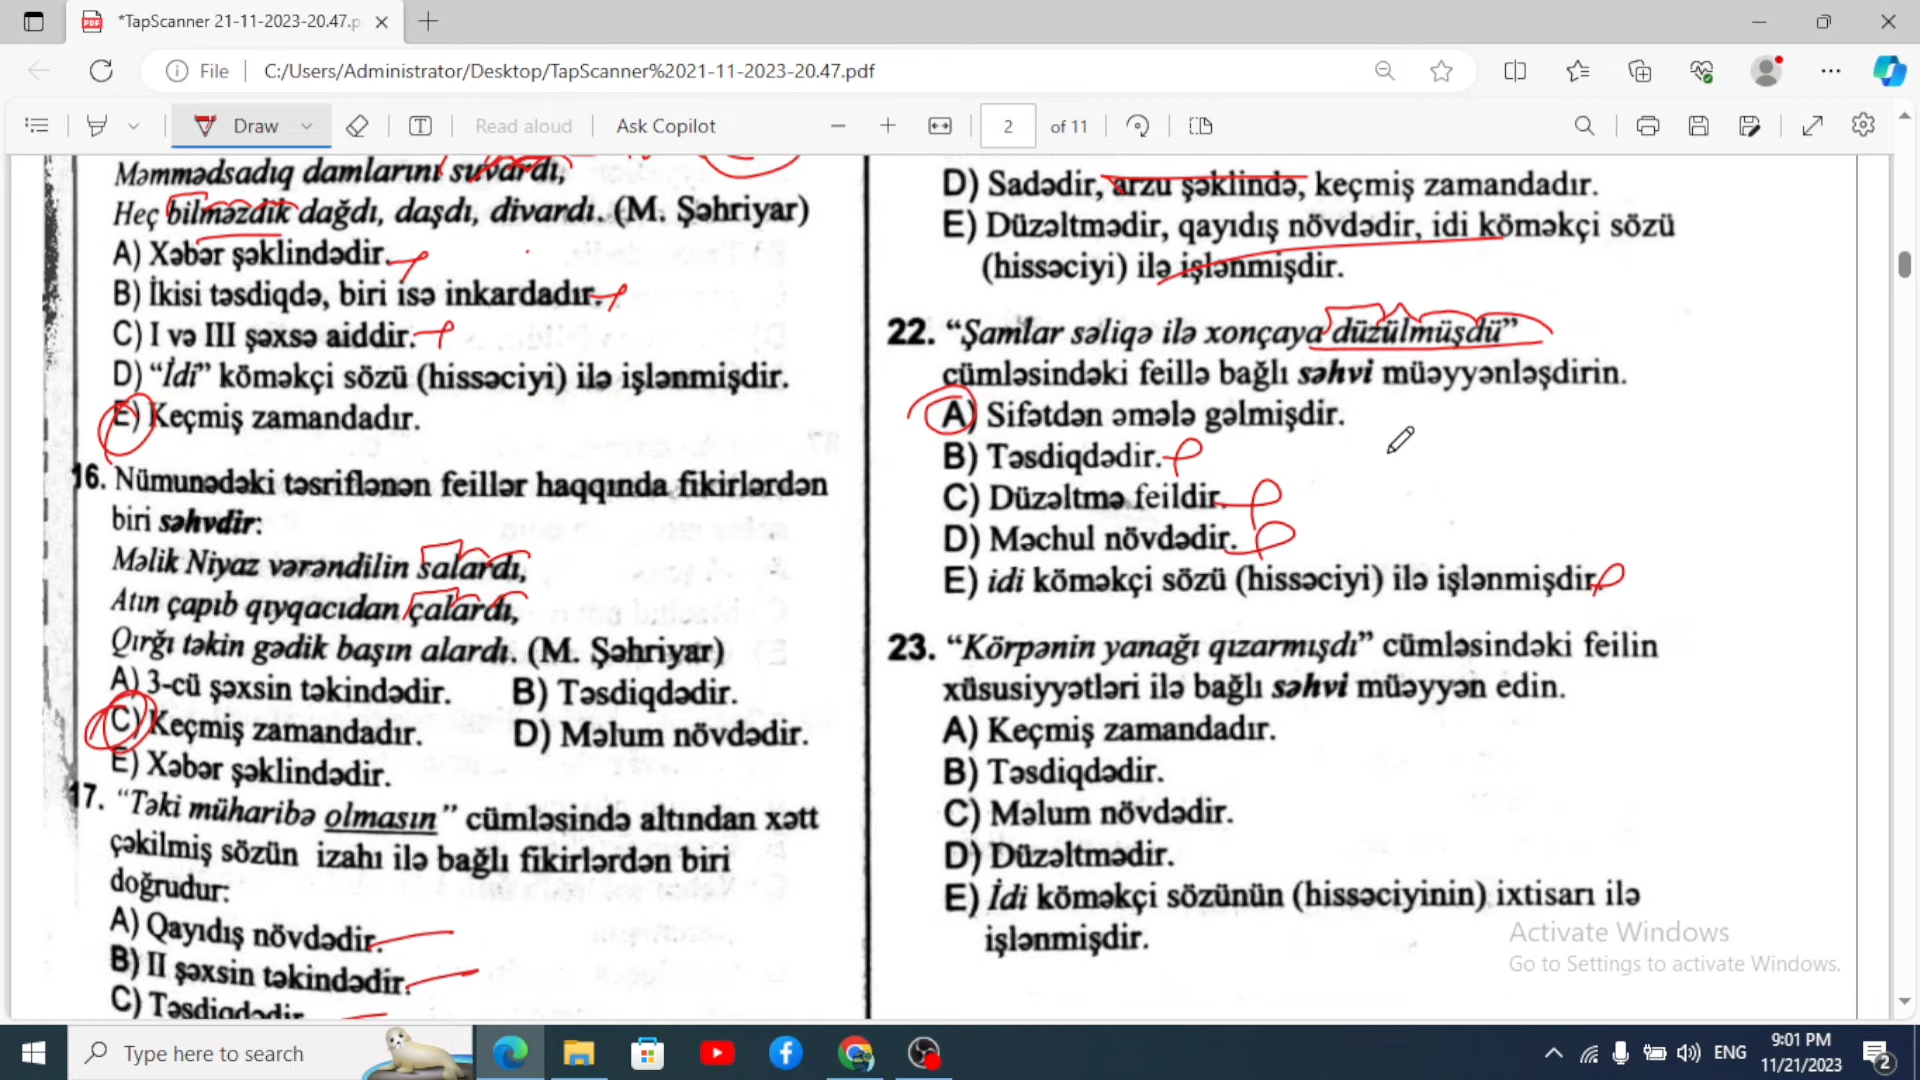 *TapScanner 21-11-2023-20.47.p
File
C:/Users/Administrator/Desktop/TapScanner%2021-11-2023-20.47.pdf
Draw
Read aloud
Ask Copilot
2
of 11
Məmmədsadıq damlarını suvardı,
Heç bilməzdik dağdı, daşdı, divardı. (M. Şəhriyar)
A) Xəbər şəklindədir.
B) İkisi təsdiqdə, biri isə inkardadır.
C) I və III şəxsə aiddir.
D) “İdi” köməkçi sözü (hissəciyi) ilə işlənmişdir.
E) Keçmiş zamandadır.
16. Nümunədəki təsriflənən feillər haqqında fikirlərdən
biri səhvdir:
Məlik Niyaz vərəndilin salardı,
Atın çapıb qıyqacıdan çalardı,
Qırğı təkin gədik başın alardı. (M. Şəhriyar)
A) 3-cü şəxsin təkindədir. B) Təsdiqdədir.
C) Keçmiş zamandadır. D) Məlum növdədir.
E) Xəbər şəklindədir.
17. “Təki müharibə olmasın” cümləsində altından xətt
çəkilmiş sözün izahı ilə bağlı fikirlərdən biri
doğrudur:
A) Qayıdış növdədir.
B) II şəxsin təkindədir.
C) Təsdiqdədir
D) Sadədir, arzu şəklində, keçmiş zamandadır.
E) Düzəltmədir, qayıdış növdədir, idi köməkçi sözü
(hissəciyi) ilə işlənmişdir.
22. “Şamlar səliqə ilə xonçaya düzülmüşdü”
cümləsindəki feillə bağlı səhvi müəyyənləşdirin.
A) Sifətdən əmələ gəlmişdir.
B) Təsdiqdədir.
C) Düzəltmə feildir.
D) Məchul növdədir.
E) idi köməkçi sözü (hissəciyi) ilə işlənmişdir.
23. “Körpənin yanağı qızarmışdı” cümləsindəki feilin
xüsusiyyətləri ilə bağlı səhvi müəyyən edin.
A) Keçmiş zamandadır.
B) Təsdiqdədir.
C) Məlum növdədir.
D) Düzəltmədir.
E) İdi köməkçi sözünün (hissəciyinin) ixtisarı ilə
işlənmişdir.
Activate Windows
Go to Settings to activate Windows.
Type here to search
ENG
9:01 PM
11/21/2023
2